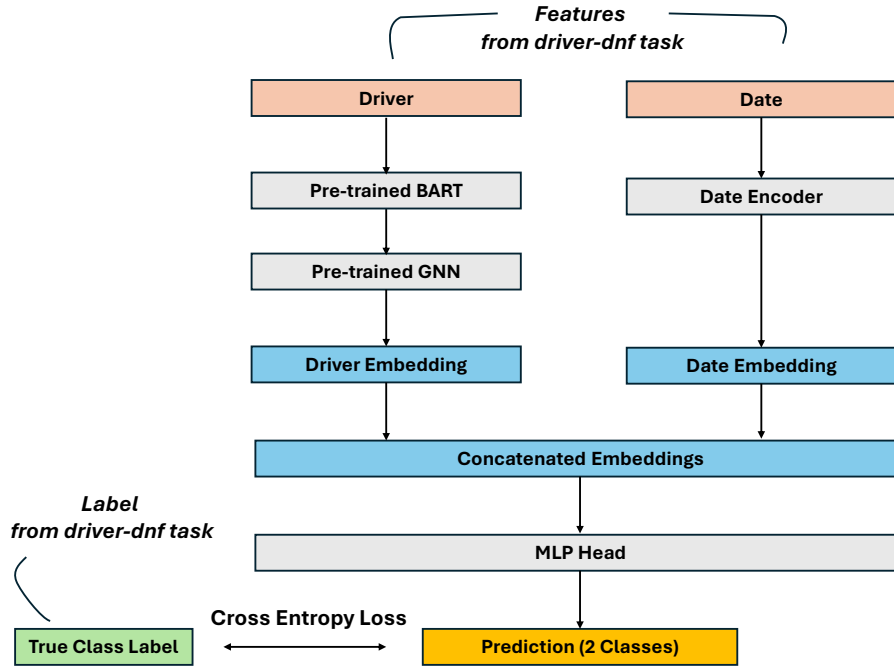 Features
from driver-dnf task
Driver
Date
Pre-trained BART
Date Encoder
Pre-trained GNN
Driver Embedding
Date Embedding
Concatenated Embeddings
Label
from driver-dnf task
MLP Head
Cross Entropy Loss
True Class Label
Prediction (2 Classes)